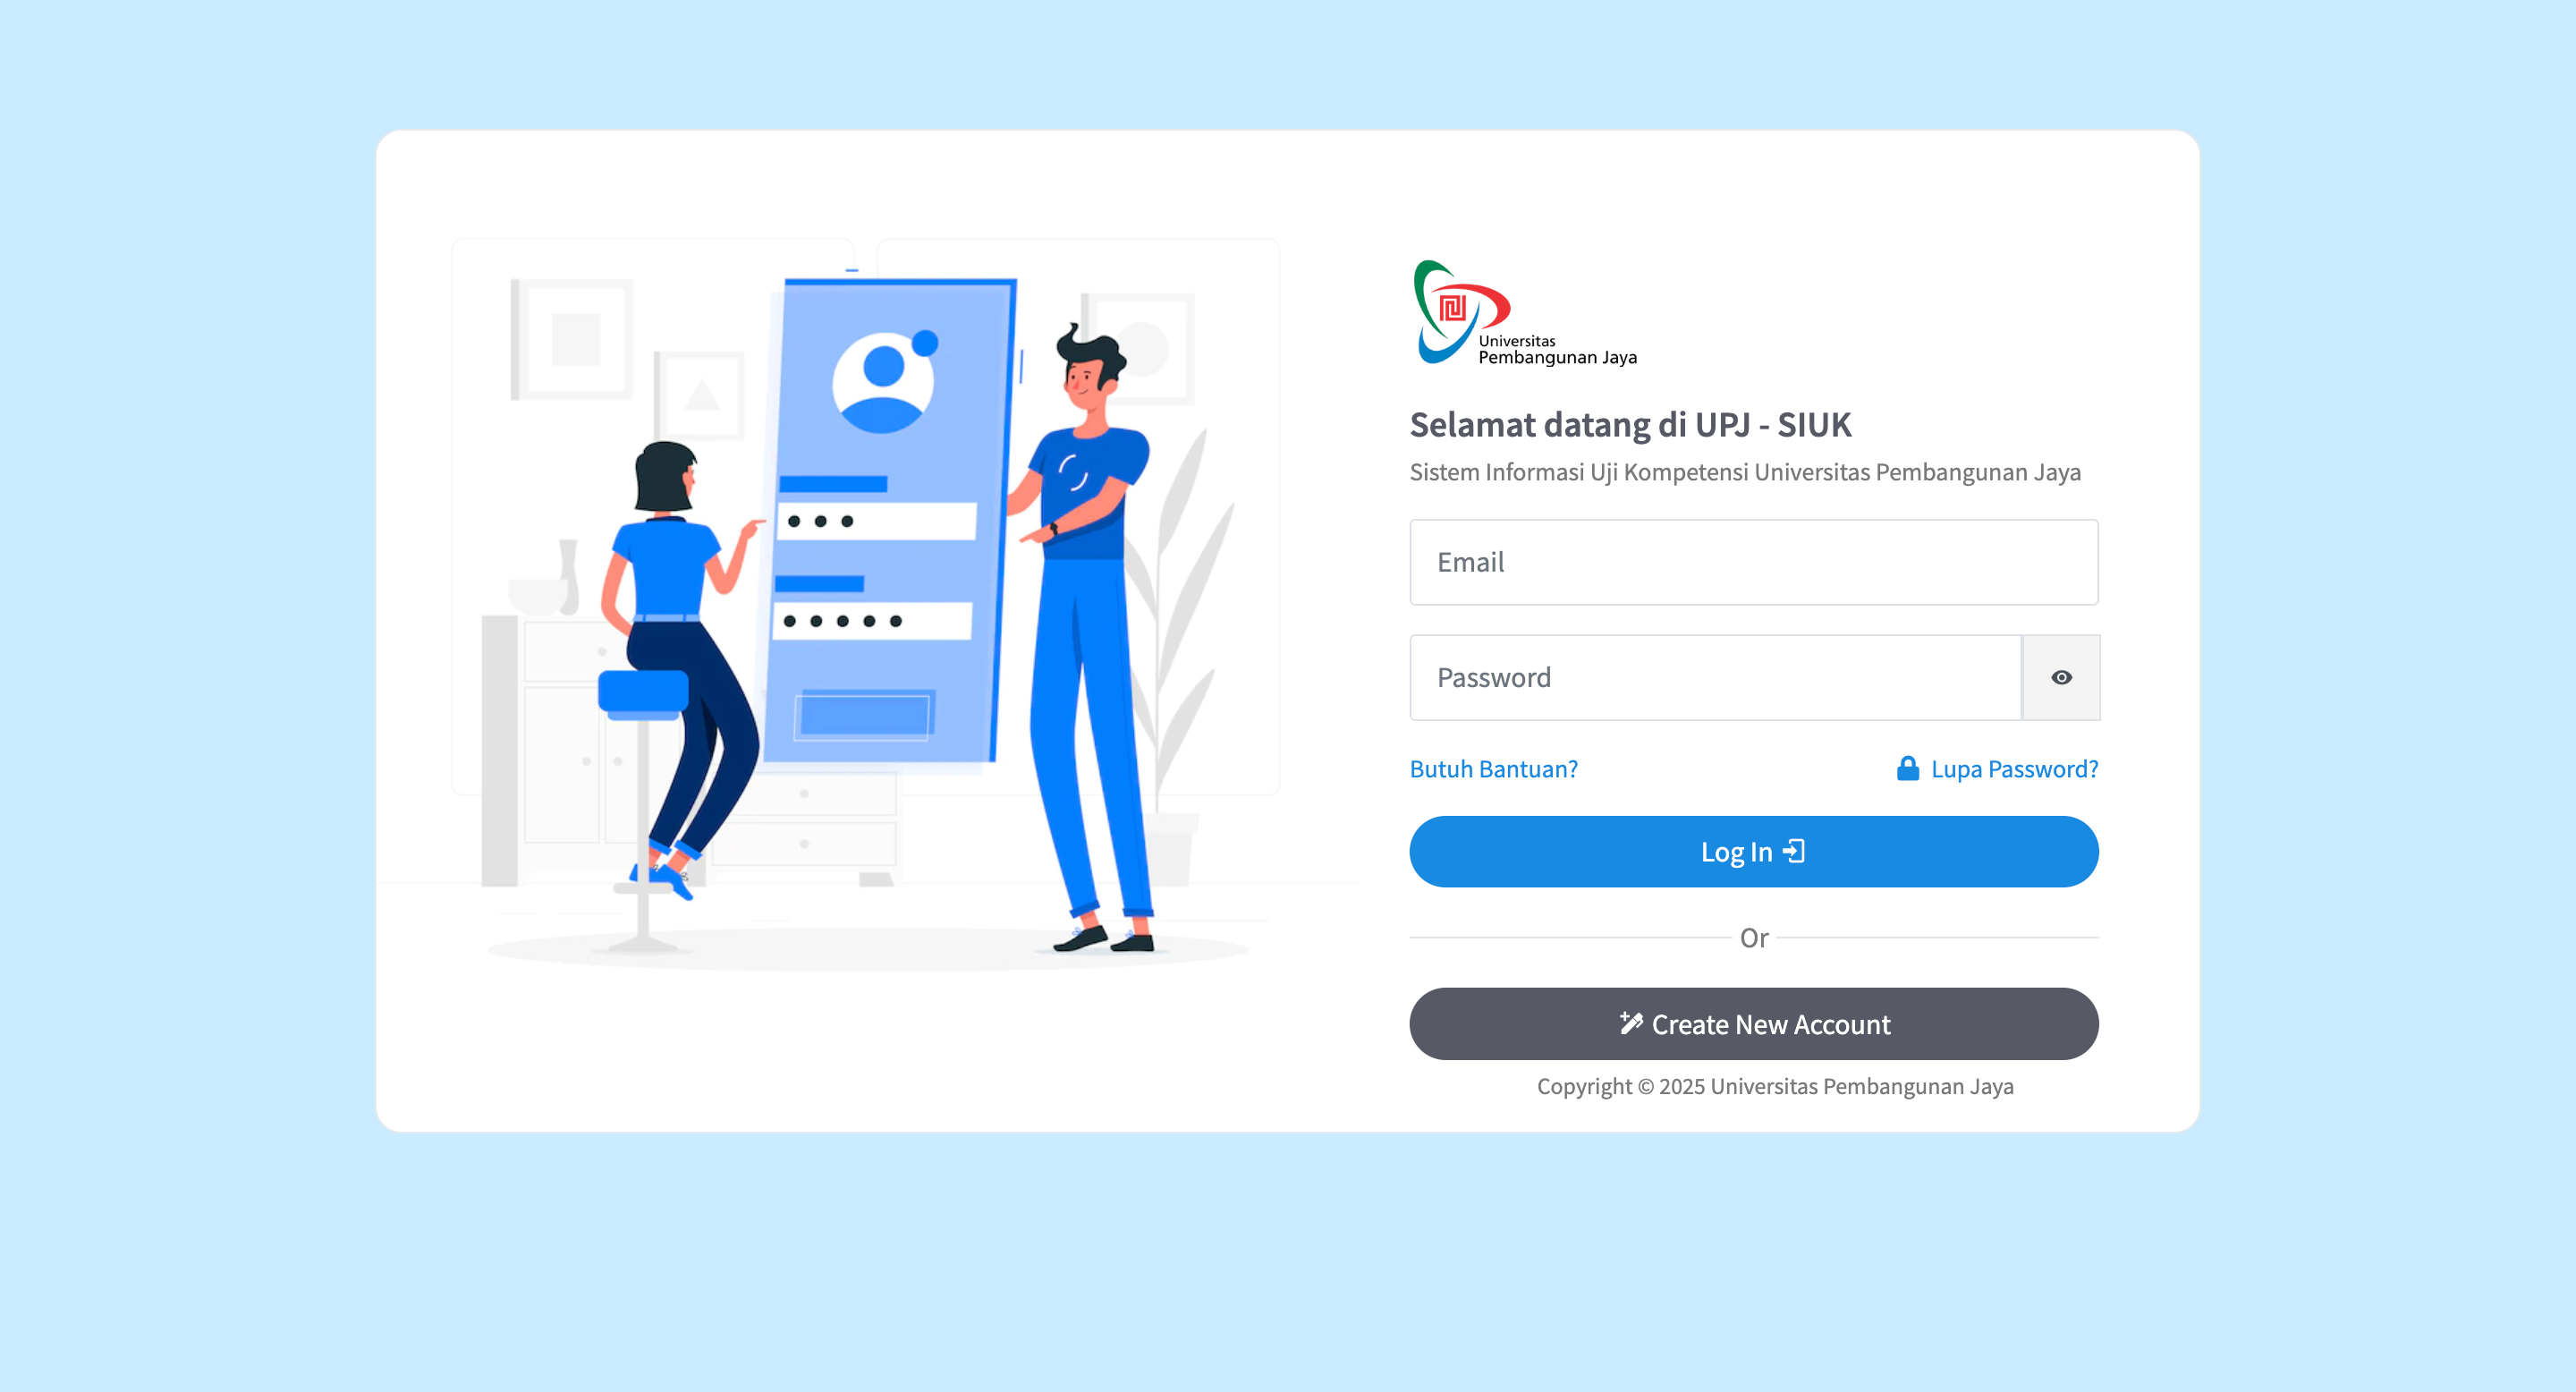 Universitas
Pembangunan Jaya
Selamat datang di UPJ - SIUK
Sistem Informasi Uji Kompetensi Universitas Pembangunan Jaya
Email
Password
Butuh Bantuan? Lupa Password?
Log In
Or
Create New Account
Copyright © 2025 Universitas Pembangunan Jaya